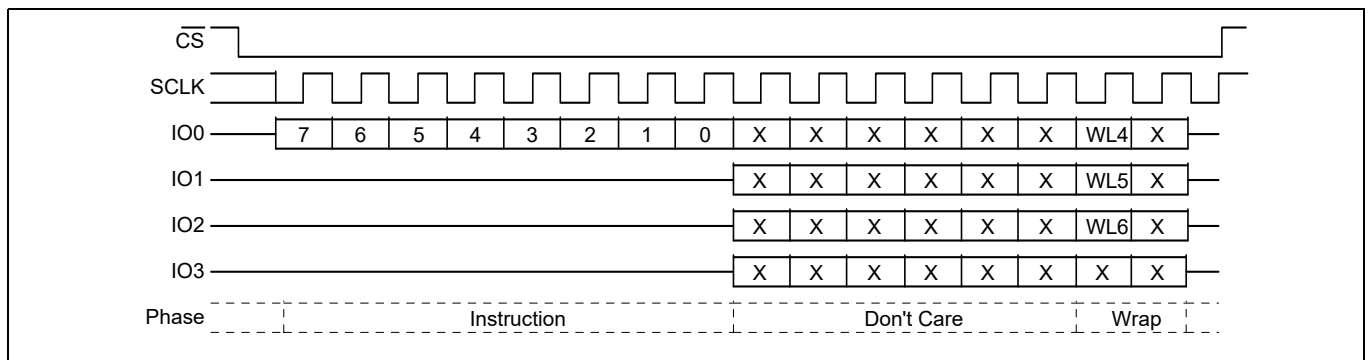 CS
SCLK
IO0 7 6 5 4 3 2 1 0 X X X X X X WL4 X
IO1 X X X X X X WL5 X
IO2 X X X X X X WL6 X
IO3 X X X X X X X X
Phase Instruction Don't Care Wrap